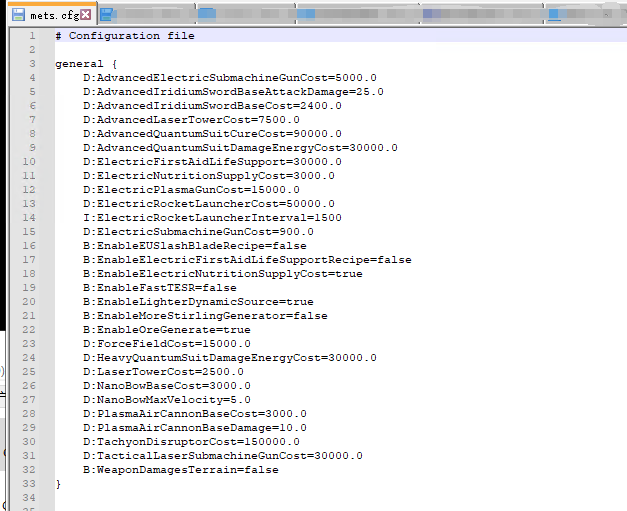 mets.cfg
1 # Configuration file
2
3 general {
4 D:AdvancedElectricSubmachineGunCost=5000.0
5 D:AdvancedIridiumSwordBaseAttackDamage=25.0
6 D:AdvancedIridiumSwordBaseCost=2400.0
7 D:AdvancedLaserTowerCost=7500.0
8 D:AdvancedQuantumSuitCureCost=90000.0
9 D:AdvancedQuantumSuitDamageEnergyCost=30000.0
10 D:ElectricFirstAidLifeSupport=30000.0
11 D:ElectricNutritionSupplyCost=3000.0
12 D:ElectricPlasmaGunCost=15000.0
13 D:ElectricRocketLauncherCost=50000.0
14 I:ElectricRocketLauncherInterval=1500
15 D:ElectricSubmachineGunCost=900.0
16 B:EnableEUSlashBladeRecipe=false
17 B:EnableElectricFirstAidLifeSupportRecipe=false
18 B:EnableElectricNutritionSupplyCost=true
19 B:EnableFastTESR=false
20 B:EnableLighterDynamicSource=true
21 B:EnableMoreStirlingGenerator=false
22 B:EnableOreGenerate=true
23 D:ForceFieldCost=15000.0
24 D:HeavyQuantumSuitDamageEnergyCost=30000.0
25 D:LaserTowerCost=2500.0
26 D:NanoBowBaseCost=3000.0
27 D:NanoBowMaxVelocity=5.0
28 D:PlasmaAirCannonBaseCost=3000.0
29 D:PlasmaAirCannonBaseDamage=10.0
30 D:TachyonDisruptorCost=150000.0
31 D:TacticalLaserSubmachineGunCost=30000.0
32 B:WeaponDamagesTerrain=false
33 }
34